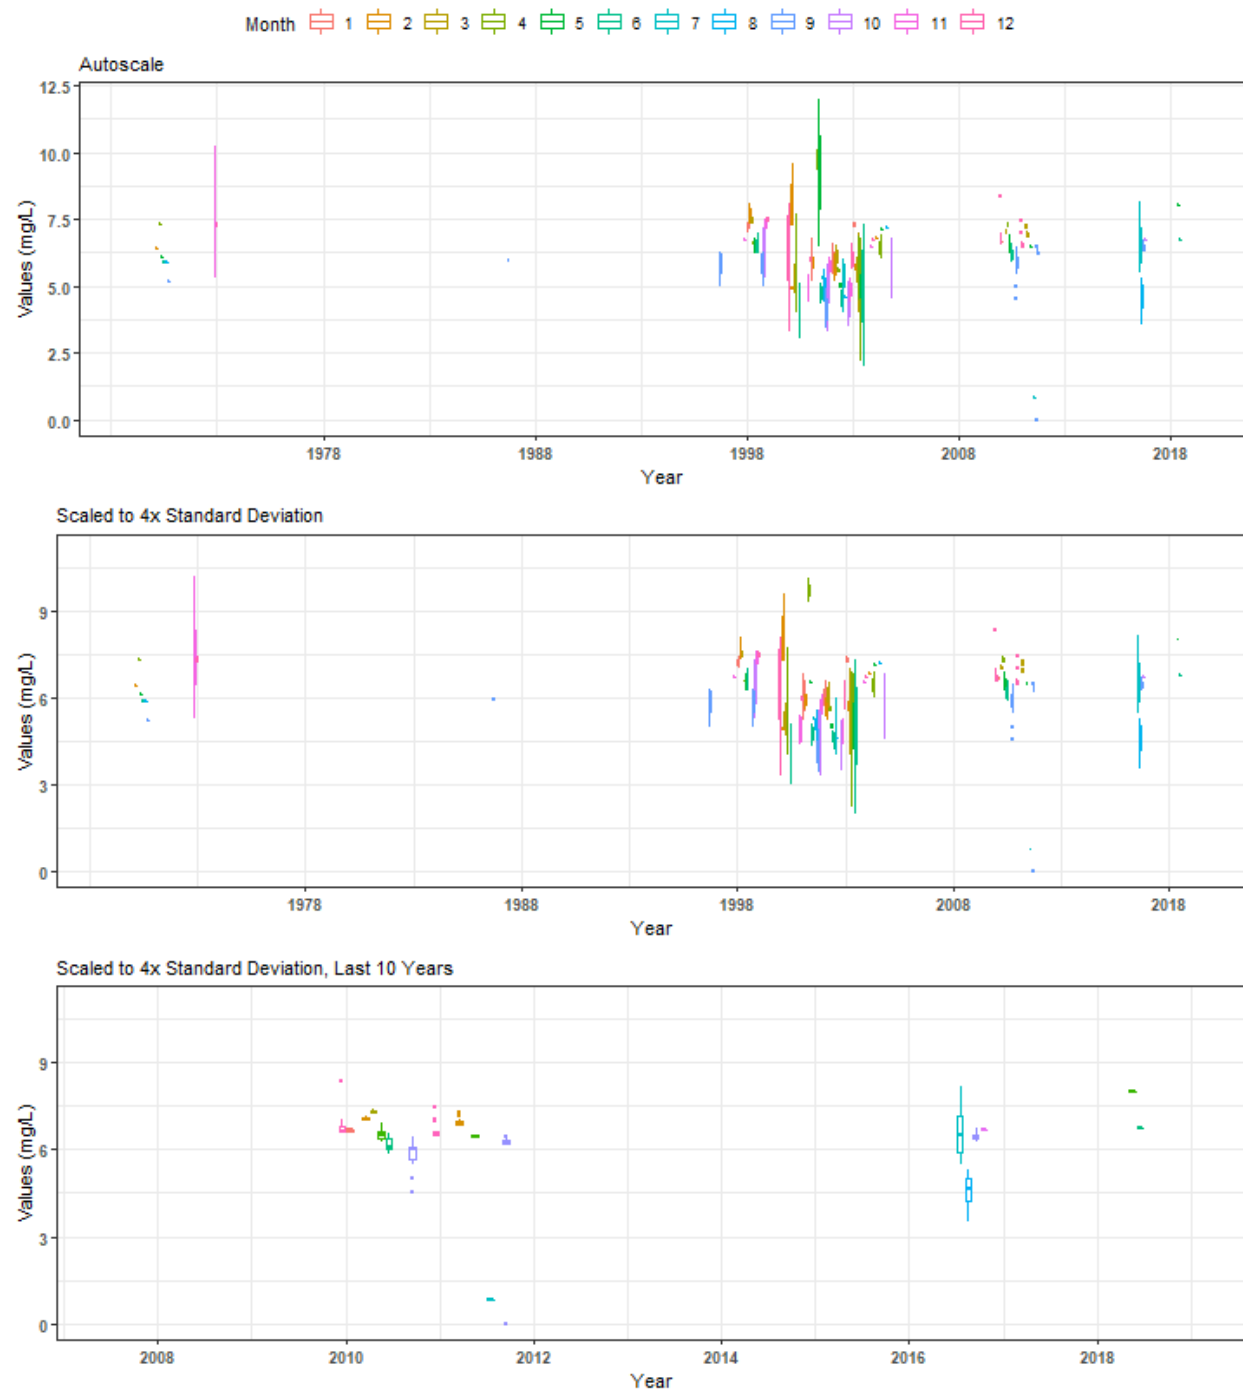 Month 1 2 3 4 5 6 7 8 9 10 11 12
Autoscale
Values (mg/L)
12.5
10.0
7.5
5.0
2.5
0.0
1978 1988 1998 2008 2018
Year
Scaled to 4x Standard Deviation
Values (mg/L)
9
6
3
0
1978 1988 1998 2008 2018
Year
Scaled to 4x Standard Deviation, Last 10 Years
Values (mg/L)
9
6
3
0
2008 2010 2012 2014 2016 2018
Year